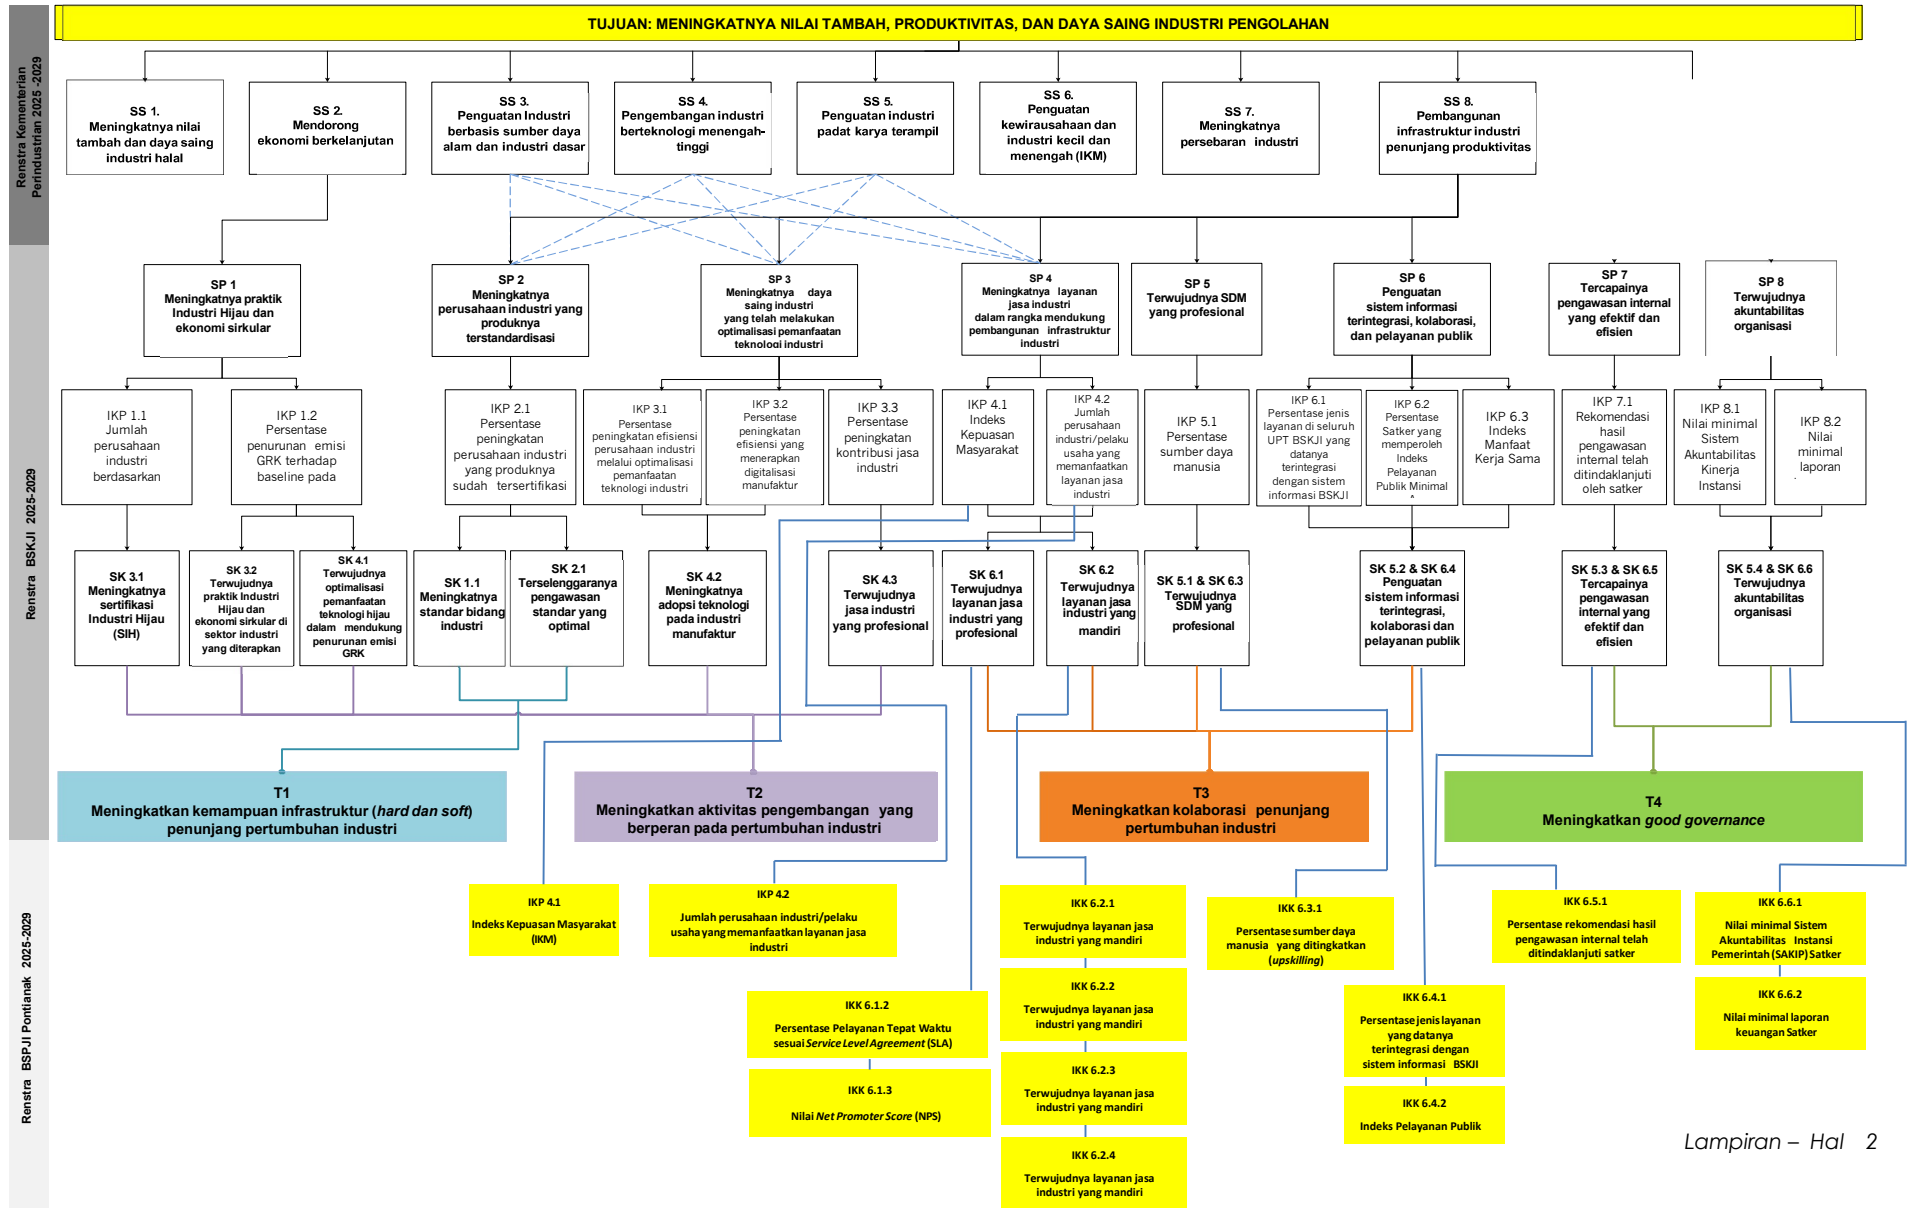 TUJUAN: MENINGKATNYA NILAI TAMBAH, PRODUKTIVITAS, DAN DAYA SAING INDUSTRI PENGOLAHAN
Renstra Kementerian
Perindustrian 2025 -2029
SS 1.
Meningkatnya nilai
tambah dan daya saing
industri halal
SS 2.
Mendorong
ekonomi berkelanjutan
SS 3.
Penguatan Industri
berbasis sumber daya
alam dan industri dasar
SS 4.
Pengembangan industri
berteknologi menengah-
tinggi
SS 5.
Penguatan industri
padat karya terampil
SS 6.
Penguatan
kewirausahaan dan
industri kecil dan
menengah (IKM)
SS 7.
Meningkatnya
persebaran industri
SS 8.
Pembangunan
infrastruktur industri
penunjang produktivitas
Renstra BSKJI 2025-2029
SP 1
Meningkatnya praktik
Industri Hijau dan
ekonomi sirkular
SP 2
Meningkatnya
perusahaan industri yang
produknya
terstandardisasi
SP 3
Meningkatnya daya
saing industri
yang telah melakukan
optimalisasi pemanfaatan
teknologi industri
SP 4
Meningkatnya layanan
jasa industri
dalam rangka mendukung
pembangunan infrastruktur
industri
SP 5
Terwujudnya SDM
yang profesional
SP 6
Penguatan
sistem informasi
terintegrasi, kolaborasi,
dan pelayanan publik
SP 7
Tercapainya
pengawasan internal
yang efektif dan
efisien
SP 8
Terwujudnya
akuntabilitas
organisasi
IKP 1.1
Jumlah
perusahaan
industri
berdasarkan
IKP 1.2
Persentase
penurunan emisi
GRK terhadap
baseline pada
IKP 2.1
Persentase
peningkatan
perusahaan industri
yang produknya
sudah tersertifikasi
IKP 3.1
Persentase
peningkatan efisiensi
perusahaan industri
melalui optimalisasi
pemanfaatan
teknologi industri
IKP 3.2
Persentase
peningkatan
efisiensi yang
menerapkan
digitalisasi
manufaktur
IKP 3.3
Persentase
peningkatan
kontribusi jasa
industri
IKP 4.1
Indeks
Kepuasan
Masyarakat
IKP 4.2
Jumlah
perusahaan
industri/pelaku
usaha yang
memanfaatkan
layanan jasa
industri
IKP 5.1
Persentase
sumber daya
manusia
IKP 6.1
Persentase jenis
layanan di seluruh
UPT BSKJI yang
datanya
terintegrasi
dengan sistem
informasi BSKJI
IKP 6.2
Persentase
Satker yang
memperoleh
Indeks
Pelayanan
Publik Minimal
IKP 6.3
Indeks
Manfaat
Kerja Sama
IKP 7.1
Rekomendasi
hasil
pengawasan
internal telah
ditindaklanjuti
oleh satker
IKP 8.1
Nilai minimal
Sistem
Akuntabilitas
Kinerja
Instansi
IKP 8.2
Nilai
minimal
laporan
SK 3.1
Meningkatnya
sertifikasi
Industri Hijau
(SIH)
SK 3.2
Terwujudnya
praktik Industri
Hijau dan
ekonomi sirkular di
sektor industri
yang diterapkan
SK 4.1
Terwujudnya
optimalisasi
pemanfaatan
teknologi hijau
dalam mendukung
penurunan emisi
GRK
SK 1.1
Meningkatnya
standar bidang
industri
SK 2.1
Terselenggaranya
pengawasan
standar yang
optimal
SK 4.2
Meningkatnya
adopsi teknologi
pada industri
manufaktur
SK 4.3
Terwujudnya
jasa industri
yang profesional
SK 6.1
Terwujudnya
layanan jasa
industri yang
profesional
SK 6.2
Terwujudnya
layanan jasa
industri yang
mandiri
SK 5.1 & SK 6.3
Terwujudnya
SDM yang
profesional
SK 5.2 & SK 6.4
Penguatan
sistem informasi
terintegrasi,
kolaborasi dan
pelayanan publik
SK 5.3 & SK 6.5
Tercapainya
pengawasan
internal yang
efektif dan
efisien
SK 5.4 & SK 6.6
Terwujudnya
akuntabilitas
organisasi
T1
Meningkatkan kemampuan infrastruktur (hard dan soft)
penunjang pertumbuhan industri
T2
Meningkatkan aktivitas pengembangan yang
berperan pada pertumbuhan industri
T3
Meningkatkan kolaborasi penunjang
pertumbuhan industri
T4
Meningkatkan good governance
Renstra BSPJI Pontianak 2025-2029
IKP 4.1
Indeks Kepuasan Masyarakat
(IKM)
IKP 4.2
Jumlah perusahaan industri/pelaku
usaha yang memanfaatkan layanan jasa
industri
IKK 6.1.2
Persentase Pelayanan Tepat Waktu
sesuai Service Level Agreement (SLA)
IKK 6.1.3
Nilai Net Promoter Score (NPS)
IKK 6.2.1
Terwujudnya layanan jasa
industri yang mandiri
IKK 6.2.2
Terwujudnya layanan jasa
industri yang mandiri
IKK 6.2.3
Terwujudnya layanan jasa
industri yang mandiri
IKK 6.2.4
Terwujudnya layanan jasa
industri yang mandiri
IKK 6.3.1
Persentase sumber daya
manusia yang ditingkatkan
(upskilling)
IKK 6.4.1
Persentase jenis layanan
yang datanya
terintegrasi dengan
sistem informasi BSKJI
IKK 6.4.2
Indeks Pelayanan Publik
IKK 6.5.1
Persentase rekomendasi hasil
pengawasan internal telah
ditindaklanjuti satker
IKK 6.6.1
Nilai minimal Sistem
Akuntabilitas Instansi
Pemerintah (SAKIP) Satker
IKK 6.6.2
Nilai minimal laporan
keuangan Satker
Lampiran – Hal 2